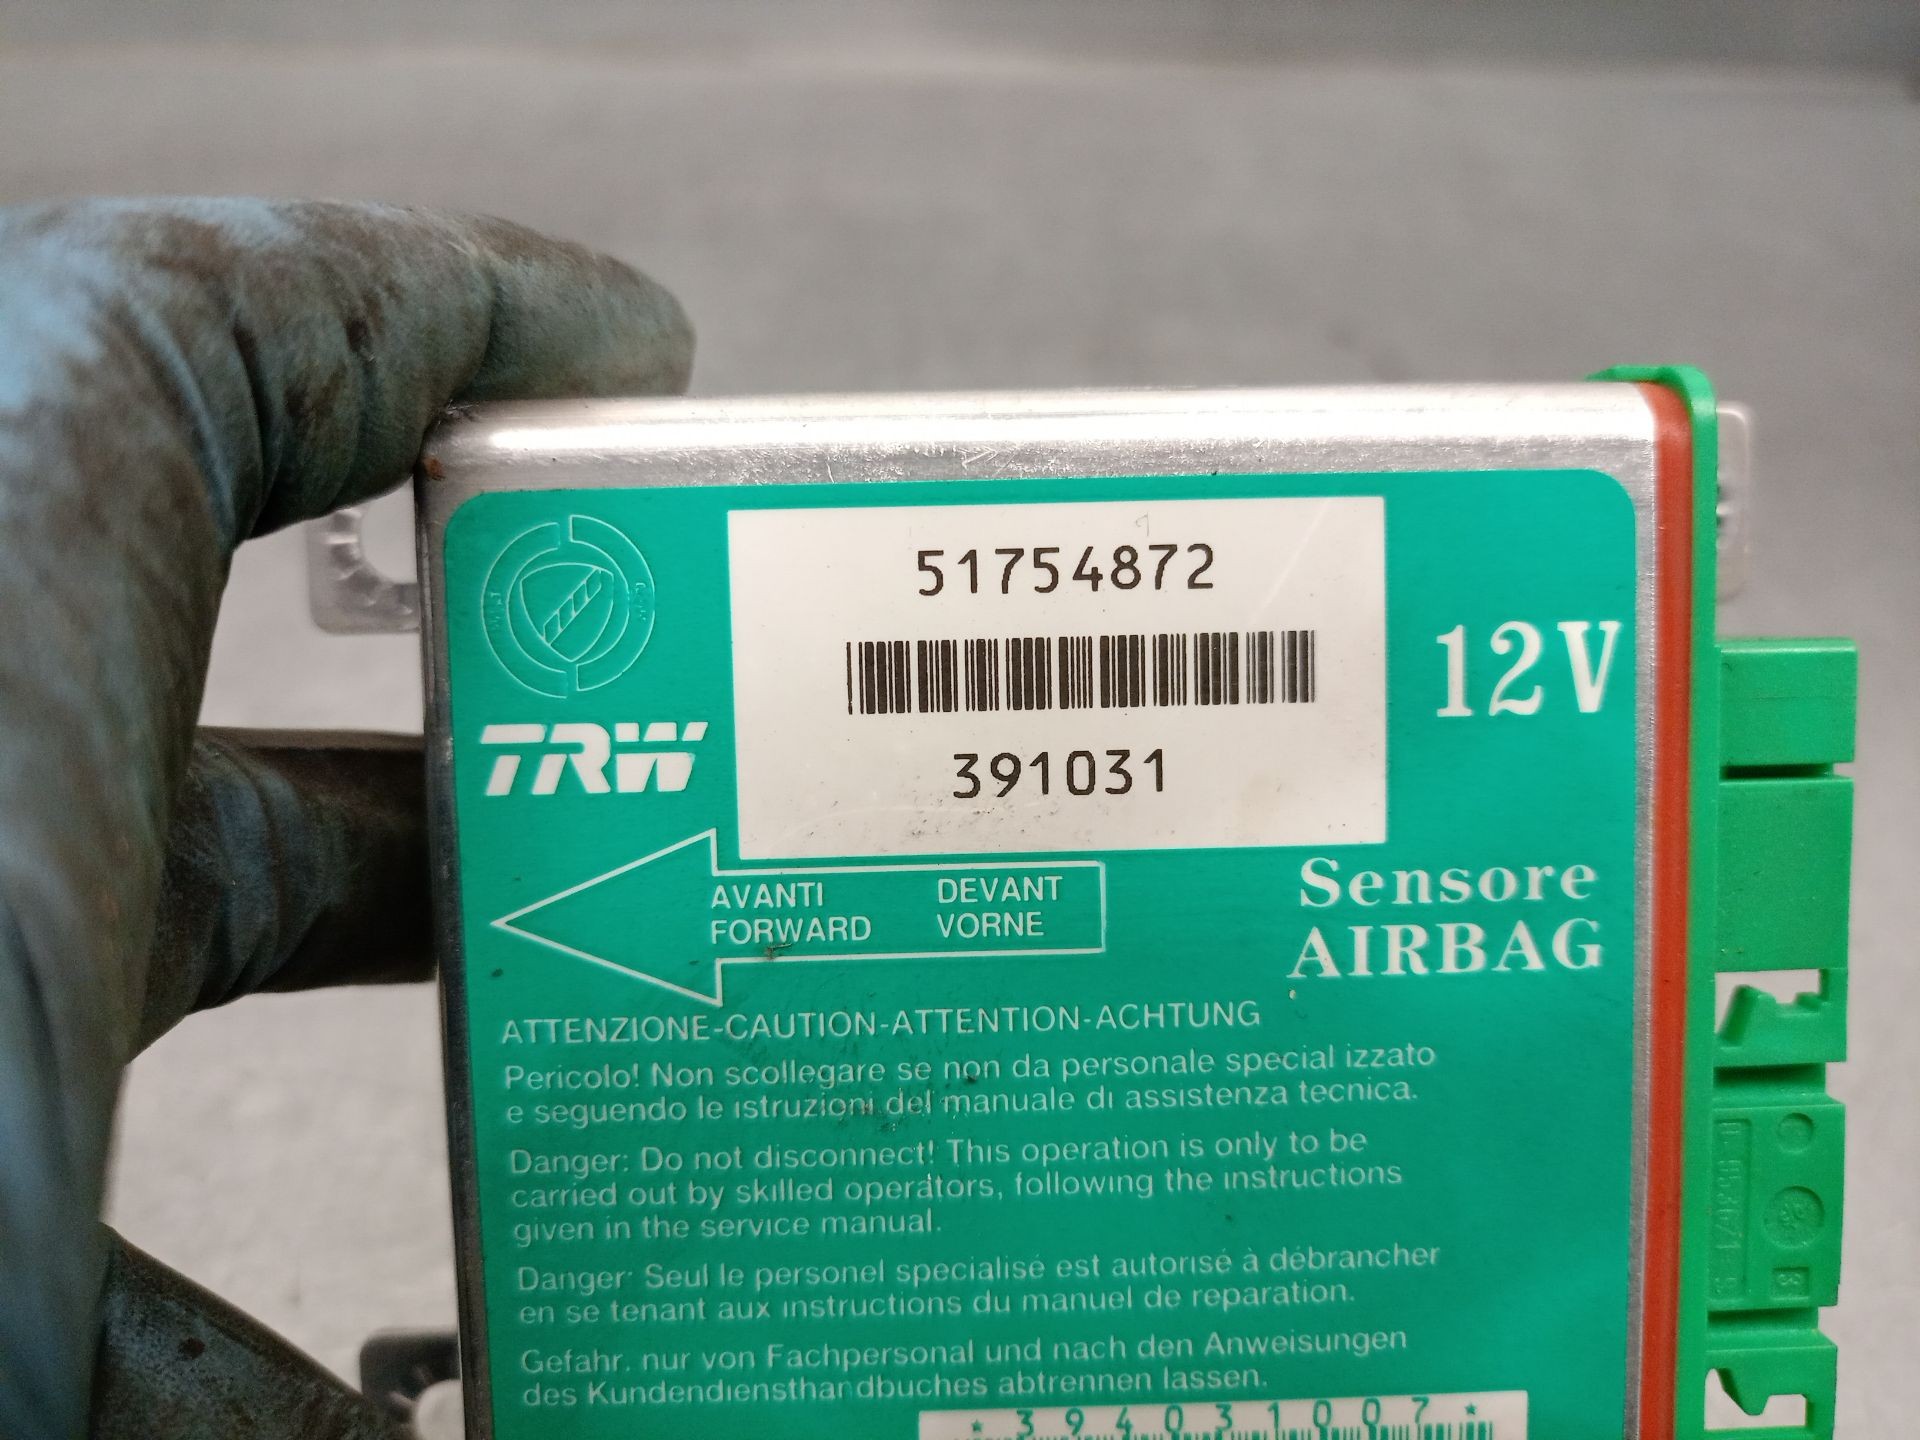 51754872
391031
12V
TRW
AVANTI DEVANT
FORWARD VORNE
Sensore
AIRBAG
ATTENZIONE-CAUTION-ATTENTION-ACHTUNG
Pericolo! Non scollegare se non da personale special izzato
e seguendo le istruzioni del manuale di assistenza tecnica.
Danger: Do not disconnect! This operation is only to be
carried out by skilled operators, following the instructions
given in the service manual.
Danger: Seul le personel specialisé est autorisé à débrancher
en se tenant aux instructions du manuel de reparation.
Gefahr. nur von Fachpersonal und nach den Anweisungen
des Kundendiensthandbuches abtrennen lassen.
* 394031007 *